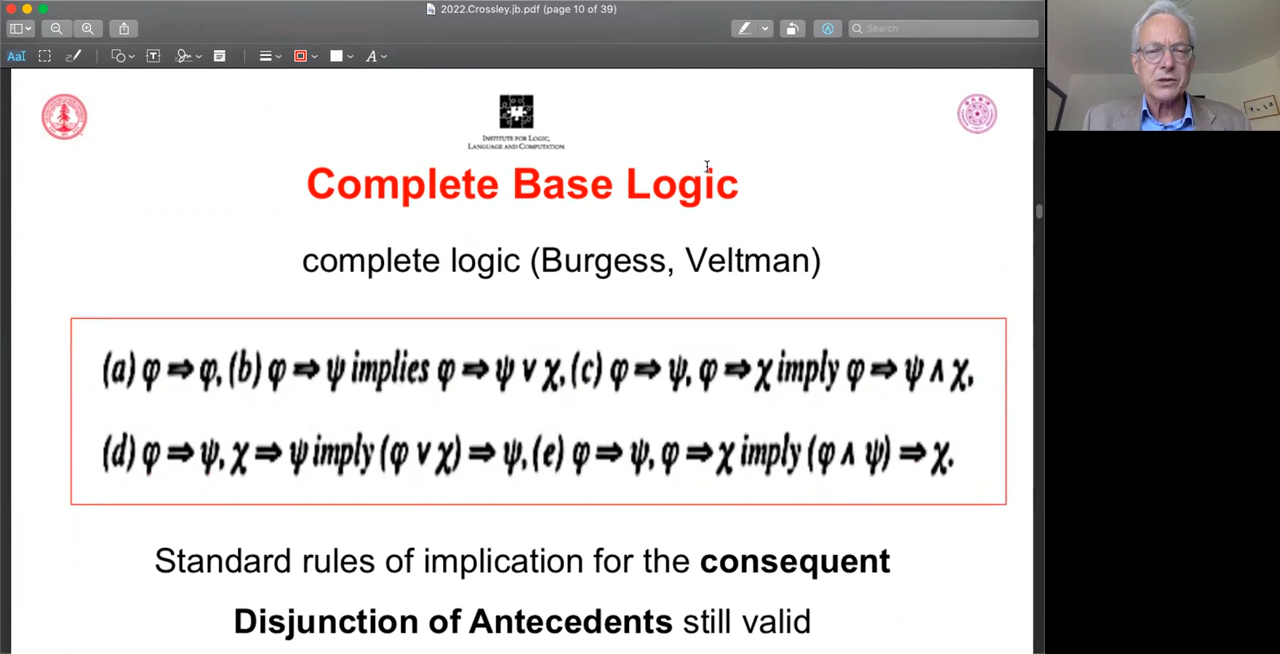 2022.Crossley.jb.pdf (page 10 of 39)
AaI
A
Search
INSTITUTE FOR LOGIC,
LANGUAGE AND COMPUTATION
Complete Base Logic
complete logic (Burgess, Veltman)
(a) φ ⇒ φ, (b) φ ⇒ ψ implies φ ⇒ ψ ∨ χ, (c) φ ⇒ ψ, φ ⇒ χ imply φ ⇒ ψ ∧ χ,
(d) φ ⇒ ψ, χ ⇒ ψ imply (φ ∨ χ) ⇒ ψ, (e) φ ⇒ ψ, φ ⇒ χ imply (φ ∧ ψ) ⇒ χ.
Standard rules of implication for the consequent
Disjunction of Antecedents still valid